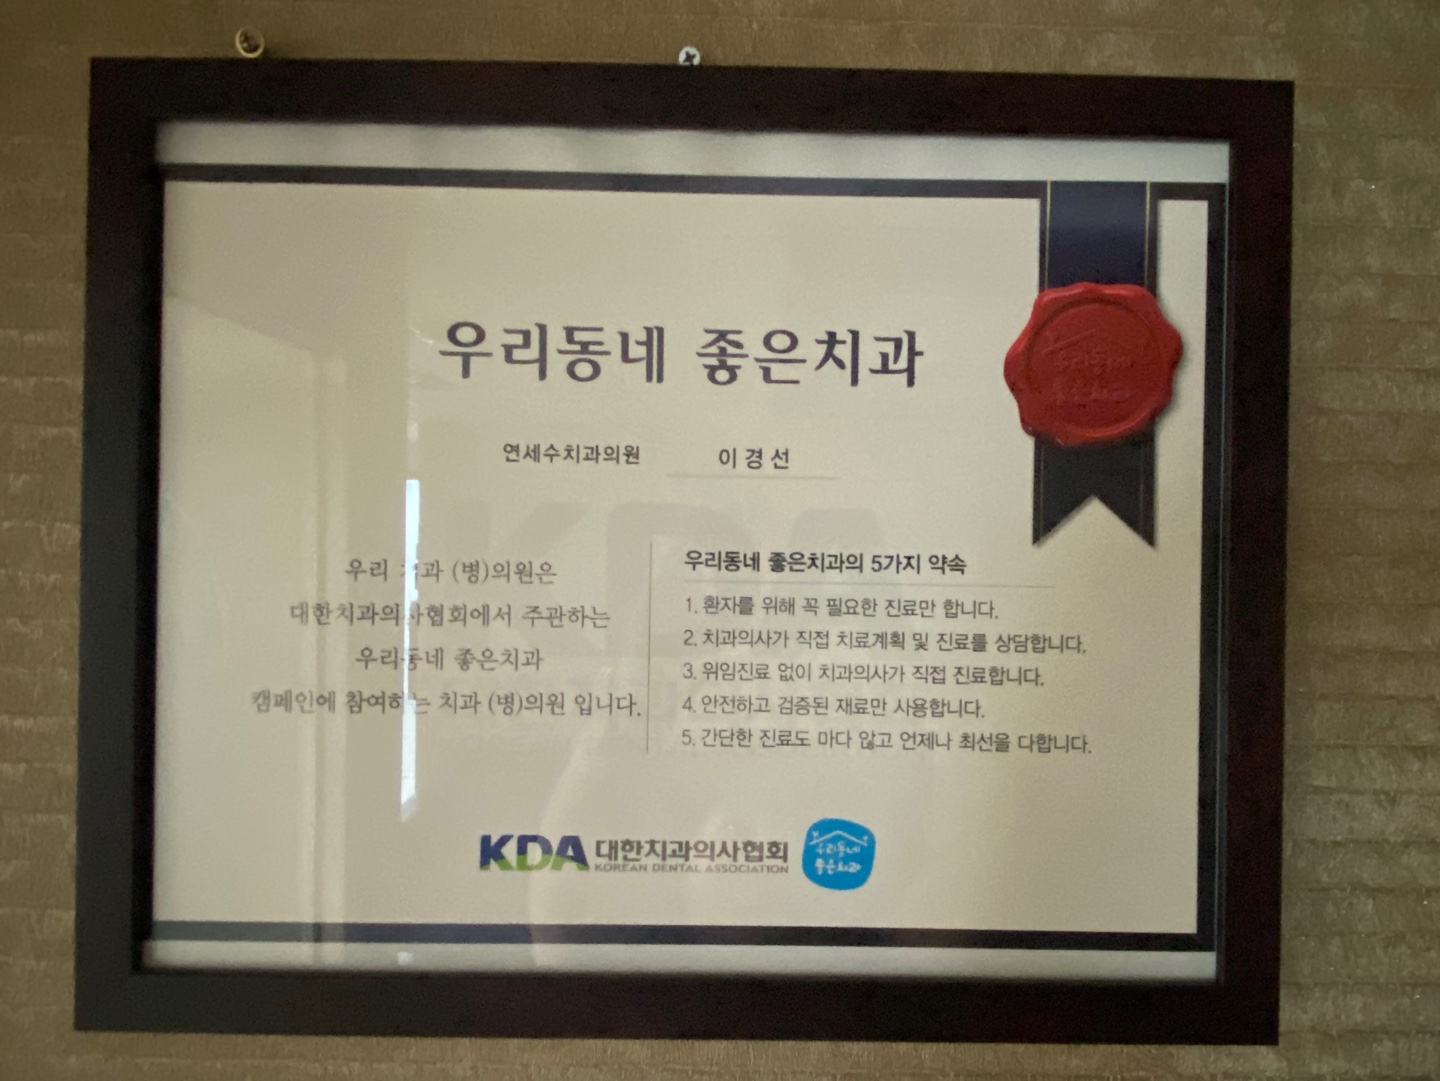 우리동네 좋은치과
우리동네
좋은치과
연세수치과의원 이경선
우리 치과 (병)의원은
대한치과의사협회에서 주관하는
우리동네 좋은치과
캠페인에 참여하는 치과 (병)의원 입니다.
우리동네 좋은치과의 5가지 약속
1. 환자를 위해 꼭 필요한 진료만 합니다.
2. 치과의사가 직접 치료계획 및 진료를 상담합니다.
3. 위임진료 없이 치과의사가 직접 진료합니다.
4. 안전하고 검증된 재료만 사용합니다.
5. 간단한 진료도 마다 않고 언제나 최선을 다합니다.
KDA 대한치과의사협회
KOREAN DENTAL ASSOCIATION
우리동네
좋은치과